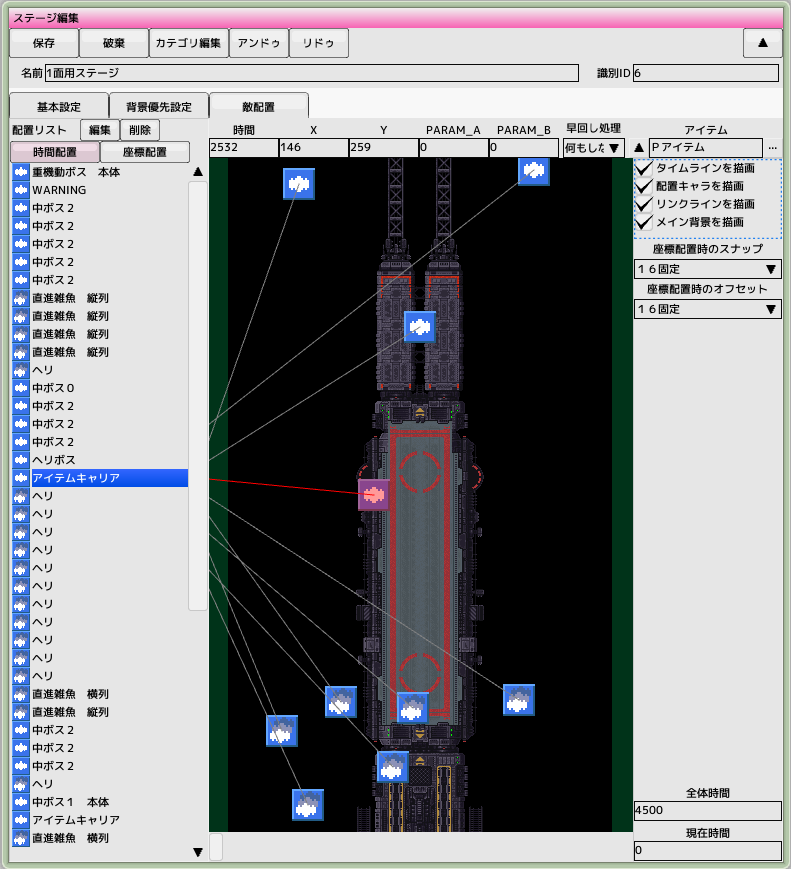 ステージ編集
保存 破棄 カテゴリ編集 アンドゥ リドゥ ▲
名前 1面用ステージ 識別ID 6
基本設定 背景優先設定 敵配置
配置リスト 編集 削除 時間 X Y PARAM_A PARAM_B 早回し処理 アイテム
2532 146 259 0 0 何もした ▼ ▲ Pアイテム ...
時間配置 座標配置
重機動ボス 本体
WARNING
中ボス2
中ボス2
中ボス2
中ボス2
中ボス2
直進雑魚 縦列
直進雑魚 縦列
直進雑魚 縦列
直進雑魚 縦列
ヘリ
中ボス0
中ボス2
中ボス2
中ボス2
ヘリボス
アイテムキャリア
ヘリ
ヘリ
ヘリ
ヘリ
ヘリ
ヘリ
ヘリ
ヘリ
ヘリ
ヘリ
ヘリ
直進雑魚 横列
直進雑魚 縦列
中ボス2
中ボス2
中ボス2
ヘリ
中ボス1 本体
アイテムキャリア
直進雑魚 横列
タイムラインを描画
配置キャラを描画
リンクラインを描画
メイン背景を描画
座標配置時のスナップ
16固定 ▼
座標配置時のオフセット
16固定 ▼
全体時間
4500
現在時間
0